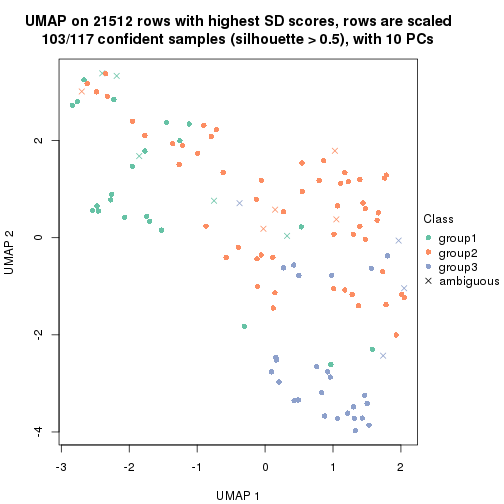 UMAP on 21512 rows with highest SD scores, rows are scaled
103/117 confident samples (silhouette > 0.5), with 10 PCs
UMAP 2
2
0
-2
-4
-3
-2
-1
0
1
2
UMAP 1
Class
group1
group2
group3
ambiguous